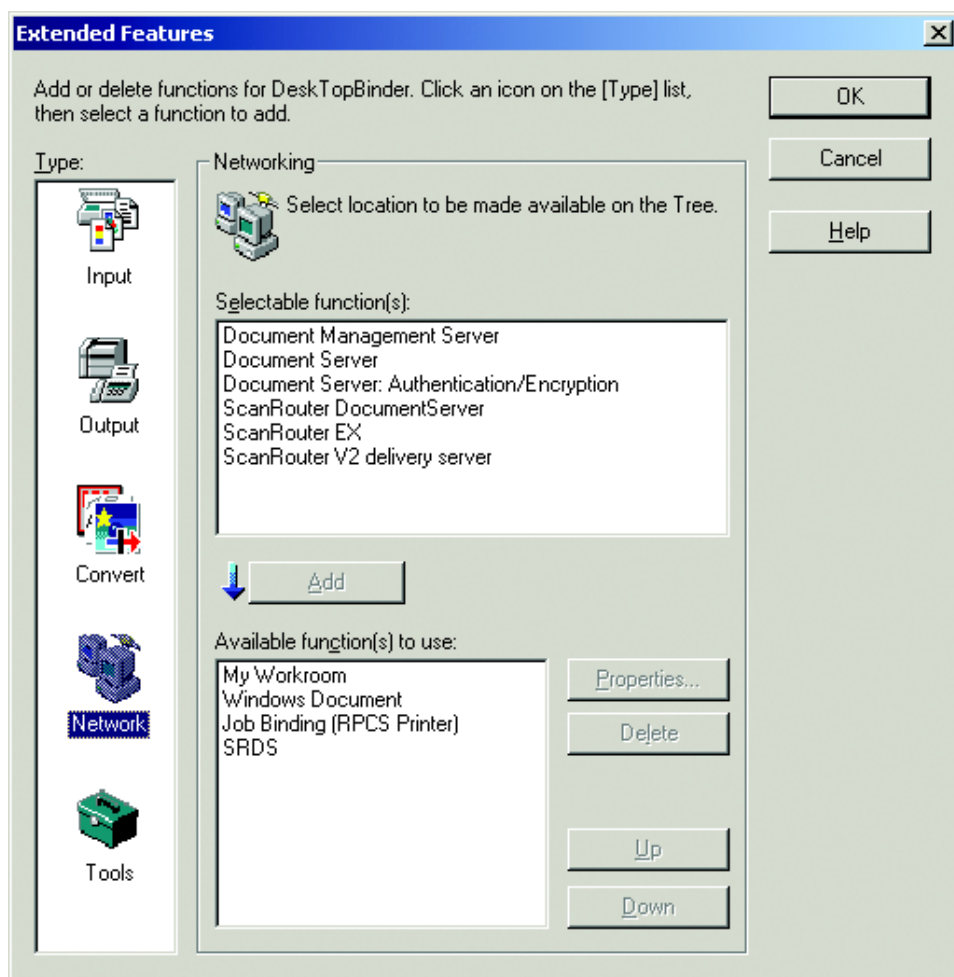 Extended Features
Add or delete functions for DeskTopBinder. Click an icon on the [Type] list,
then select a function to add.
OK
Cancel
Help
Type:
Input
Output
Convert
Network
Tools
Networking
Select location to be made available on the Tree.
Selectable function(s):
Document Management Server
Document Server
Document Server: Authentication/Encryption
ScanRouter DocumentServer
ScanRouter EX
ScanRouter V2 delivery server
Add
Available function(s) to use:
My Workroom
Windows Document
Job Binding (RPCS Printer)
SRDS
Properties...
Delete
Up
Down